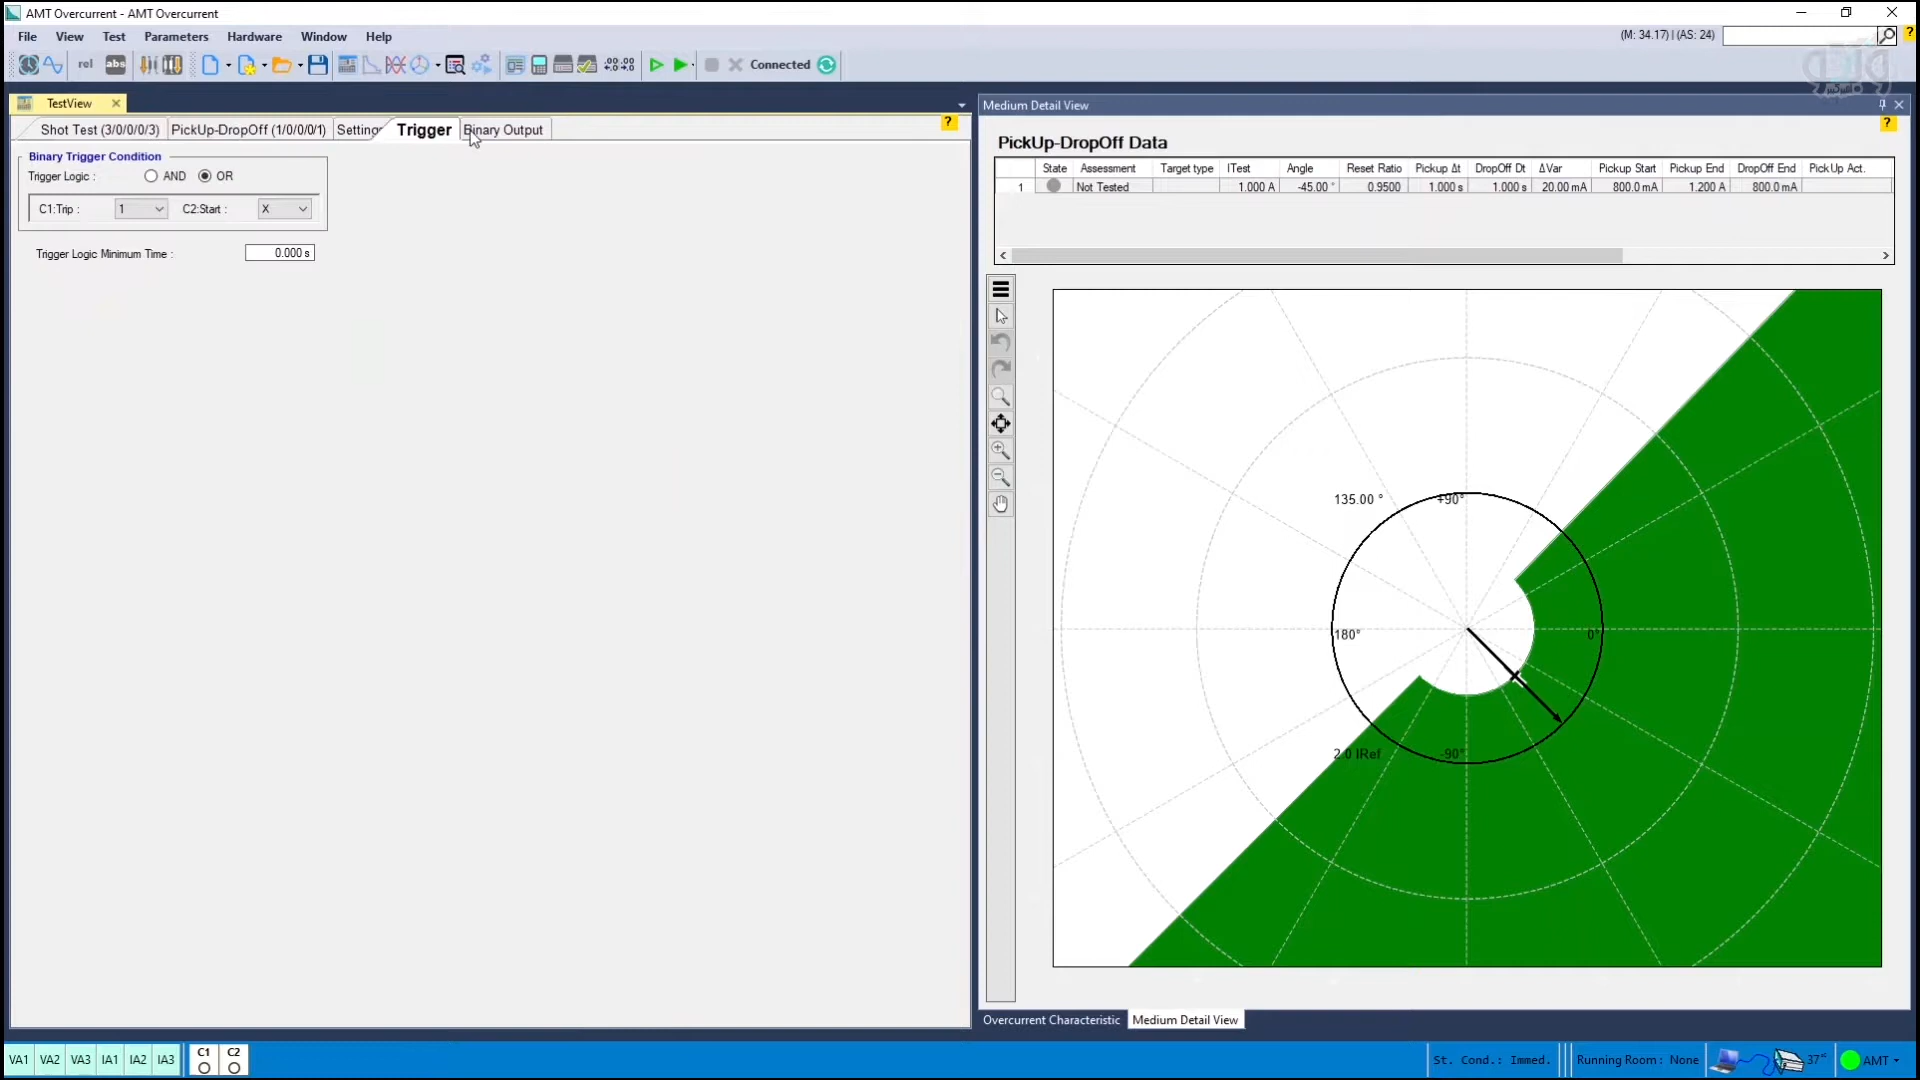 AMT Overcurrent - AMT Overcurrent
File View Test Parameters Hardware Window Help
(M: 34.17) | (AS: 24)
rel abs Connected
TestView
Shot Test (3/0/0/0/3) PickUp-DropOff (1/0/0/0/1) Setting Trigger Binary Output
Binary Trigger Condition
Trigger Logic : AND OR
C1:Trip : 1 C2:Start : X
Trigger Logic Minimum Time : 0.000 s
Medium Detail View
PickUp-DropOff Data
State Assessment Target type ITest Angle Reset Ratio Pickup Δt DropOff Dt ΔVar Pickup Start Pickup End DropOff End PickUp Act.
1 Not Tested 1.000 A -45.00 ° 0.9500 1.000 s 1.000 s 20.00 mA 800.0 mA 1.200 A 800.0 mA
135.00 ° +90°
180° 0°
2.0 IRef -90°
Overcurrent Characteristic Medium Detail View
VA1 VA2 VA3 IA1 IA2 IA3 C1 C2
St. Cond.: Immed. Running Room: None 37° AMT